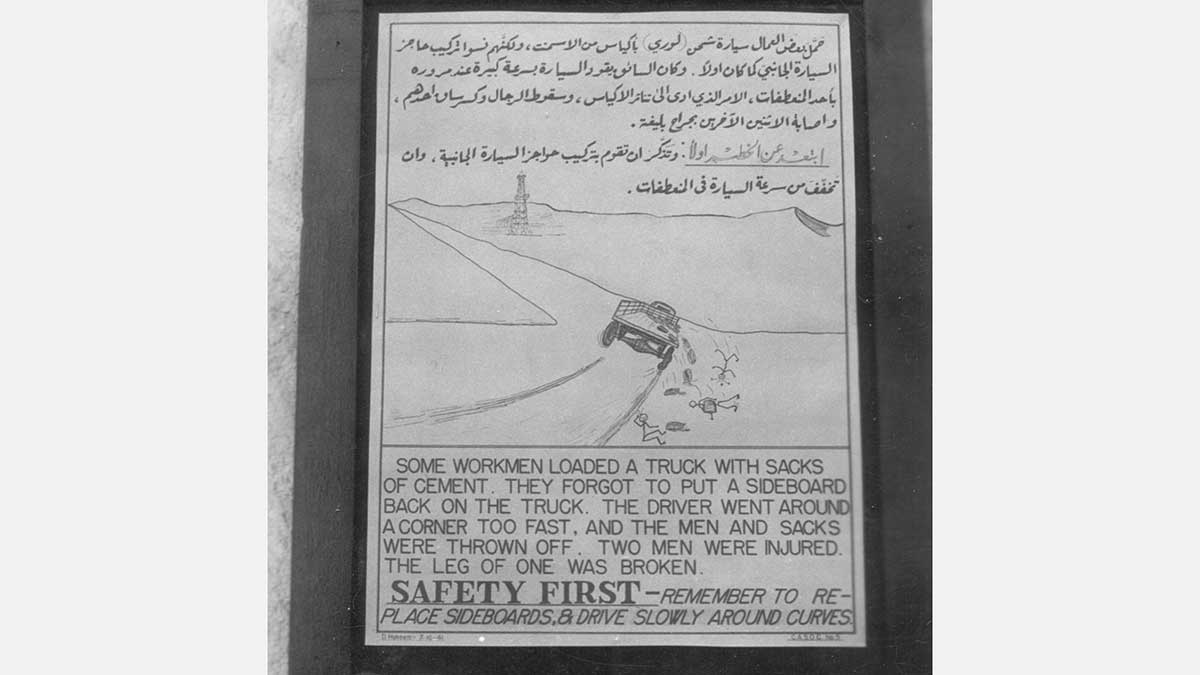 حمّل بعض العمال سيارة شحن (لوري) بأكياس من الاسمنت، ولكنهم نسوا تركيب حاجز
السيارة الجانبي كما كان اولاً. وكان السائق يقود السيارة بسرعة كبيرة عند مروره
بأحد المنعطفات، الامر الذي ادى الى تناثر الاكياس، وسقوط الرجال وكسر ساق احدهم،
واصابة الاثنين الآخرين بجراح بليغة.
ابتعد عن الخطر اولاً. وتذكّر ان تقوم بتركيب حواجز السيارة الجانبية، وان
تخفّف من سرعة السيارة في المنعطفات.
SOME WORKMEN LOADED A TRUCK WITH SACKS
OF CEMENT. THEY FORGOT TO PUT A SIDEBOARD
BACK ON THE TRUCK. THE DRIVER WENT AROUND
A CORNER TOO FAST, AND THE MEN AND SACKS
WERE THROWN OFF. TWO MEN WERE INJURED.
THE LEG OF ONE WAS BROKEN.
SAFETY FIRST-REMEMBER TO RE-
PLACE SIDEBOARDS, & DRIVE SLOWLY AROUND CURVES.
C.A.S.O.C. No. 5